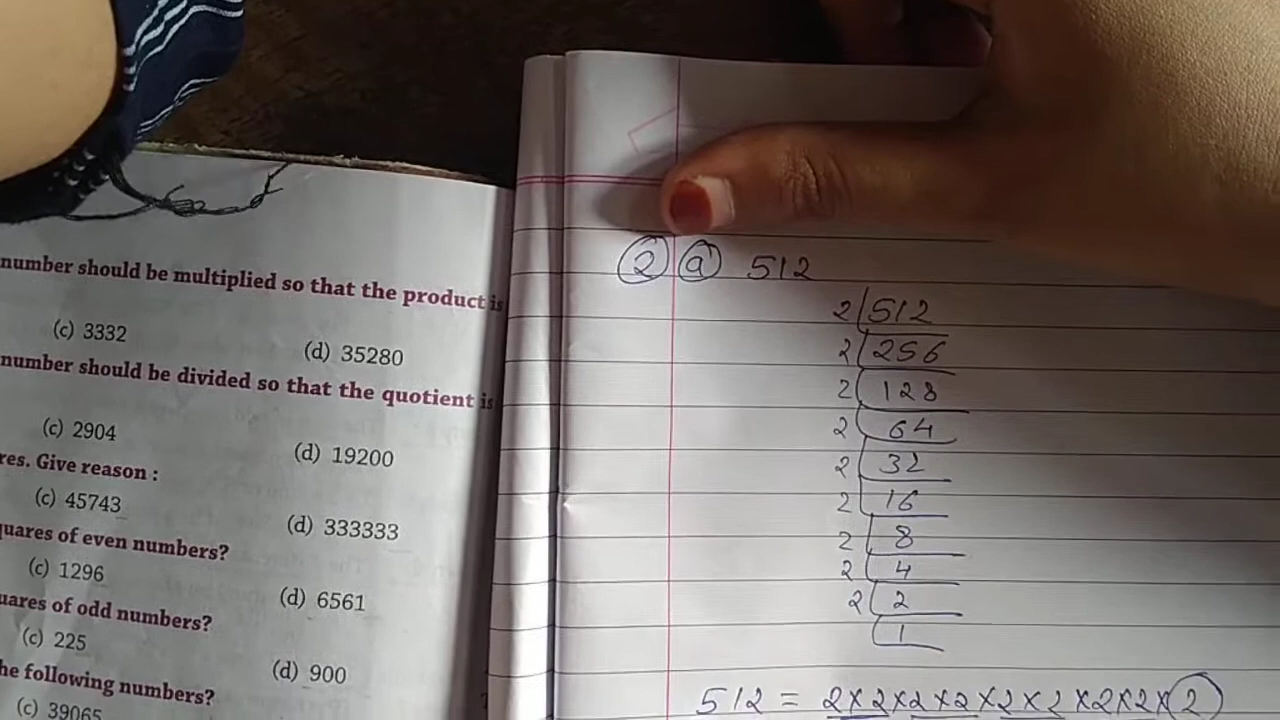 number should be multiplied so that the product is
(c) 3332 (d) 35280
number should be divided so that the quotient is
(c) 2904 (d) 19200
res. Give reason :
(c) 45743 (d) 333333
quares of even numbers?
(c) 1296 (d) 6561
uares of odd numbers?
(c) 225 (d) 900
he following numbers?
(c) 39065
2 a 512
2 512
2 256
2 128
2 64
2 32
2 16
2 8
2 4
2 2
1
512 = 2×2×2×2×2×2×2×2×2